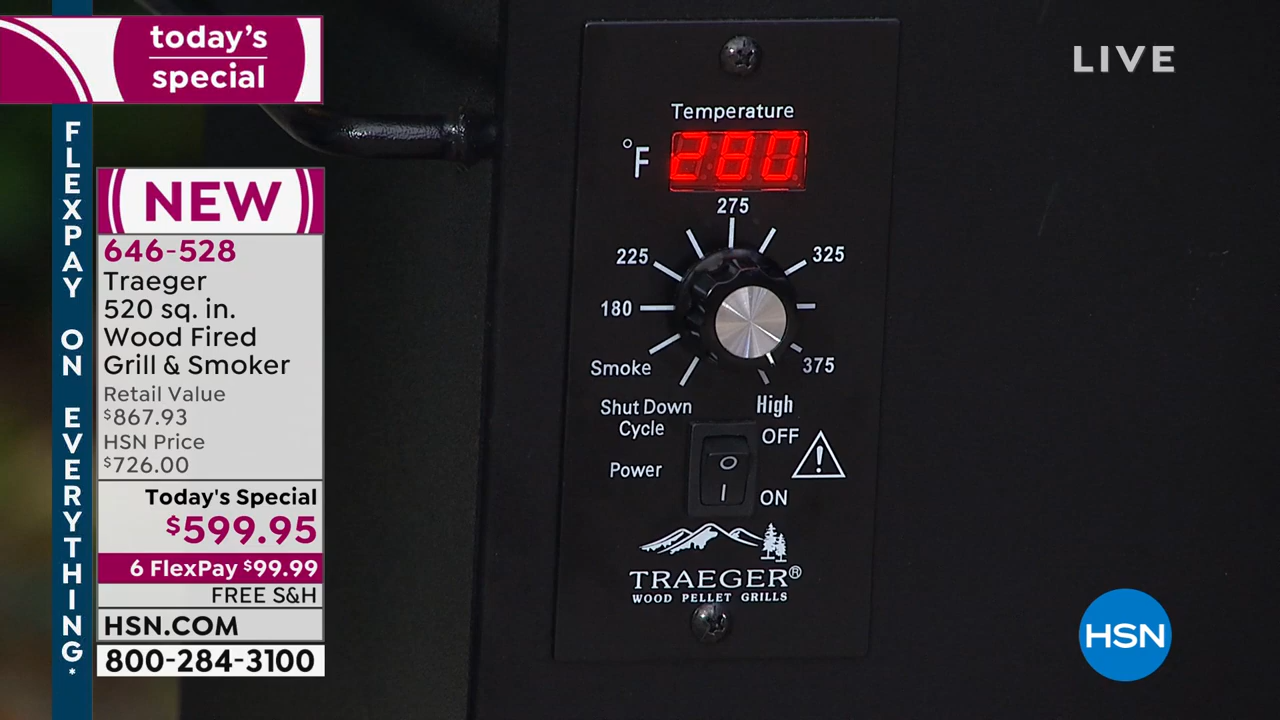 today's
special
LIVE
FLEXPAY ON EVERYTHING*
NEW
646-528
Traeger
520 sq. in.
Wood Fired
Grill & Smoker
Retail Value
$867.93
HSN Price
$726.00
Today's Special
$599.95
6 FlexPay $99.99
FREE S&H
HSN.COM
800-284-3100
Temperature
°F 280
275
225
325
180
375
Smoke
Shut Down
Cycle
High
OFF
Power
ON
TRAEGER®
WOOD PELLET GRILLS
HSN